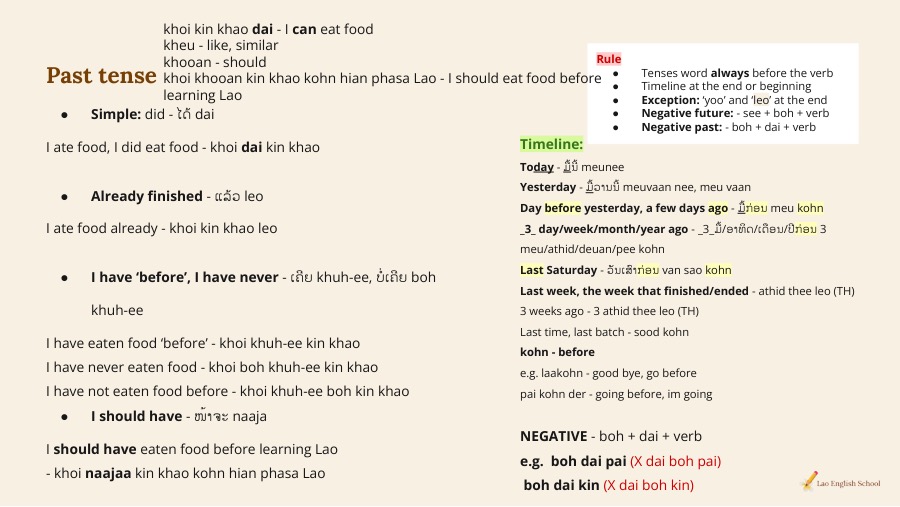 khoi kin khao dai - I can eat food
kheu - like, similar
khooan - should
khoi khooan kin khao kohn hian phasa Lao - I should eat food before
learning Lao
Past tense
● Simple: did - ໄດ້ dai
I ate food, I did eat food - khoi dai kin khao
● Already finished - ແລ້ວ leo
I ate food already - khoi kin khao leo
● I have ‘before’, I have never - ເຄີຍ khuh-ee, ບໍ່ເຄີຍ boh
khuh-ee
I have eaten food ‘before’ - khoi khuh-ee kin khao
I have never eaten food - khoi boh khuh-ee kin khao
I have not eaten food before - khoi khuh-ee boh kin khao
● I should have - ໜ້າຈະ naaja
I should have eaten food before learning Lao
- khoi naajaa kin khao kohn hian phasa Lao
Rule
● Tenses word always before the verb
● Timeline at the end or beginning
● Exception: ‘yoo’ and ‘leo’ at the end
● Negative future: - see + boh + verb
● Negative past: - boh + dai + verb
Timeline:
Today - ມື້ນີ້ meunee
Yesterday - ມື້ວານນີ້ meuvaan nee, meu vaan
Day before yesterday, a few days ago - ມື້ກ່ອນ meu kohn
_3_ day/week/month/year ago - _3_ມື້/ອາທິດ/ເດືອນ/ປີກ່ອນ 3
meu/athid/deuan/pee kohn
Last Saturday - ວັນເສົາກ່ອນ van sao kohn
Last week, the week that finished/ended - athid thee leo (TH)
3 weeks ago - 3 athid thee leo (TH)
Last time, last batch - sood kohn
kohn - before
e.g. laakohn - good bye, go before
pai kohn der - going before, im going
NEGATIVE - boh + dai + verb
e.g. boh dai pai (X dai boh pai)
boh dai kin (X dai boh kin)
Lao English School